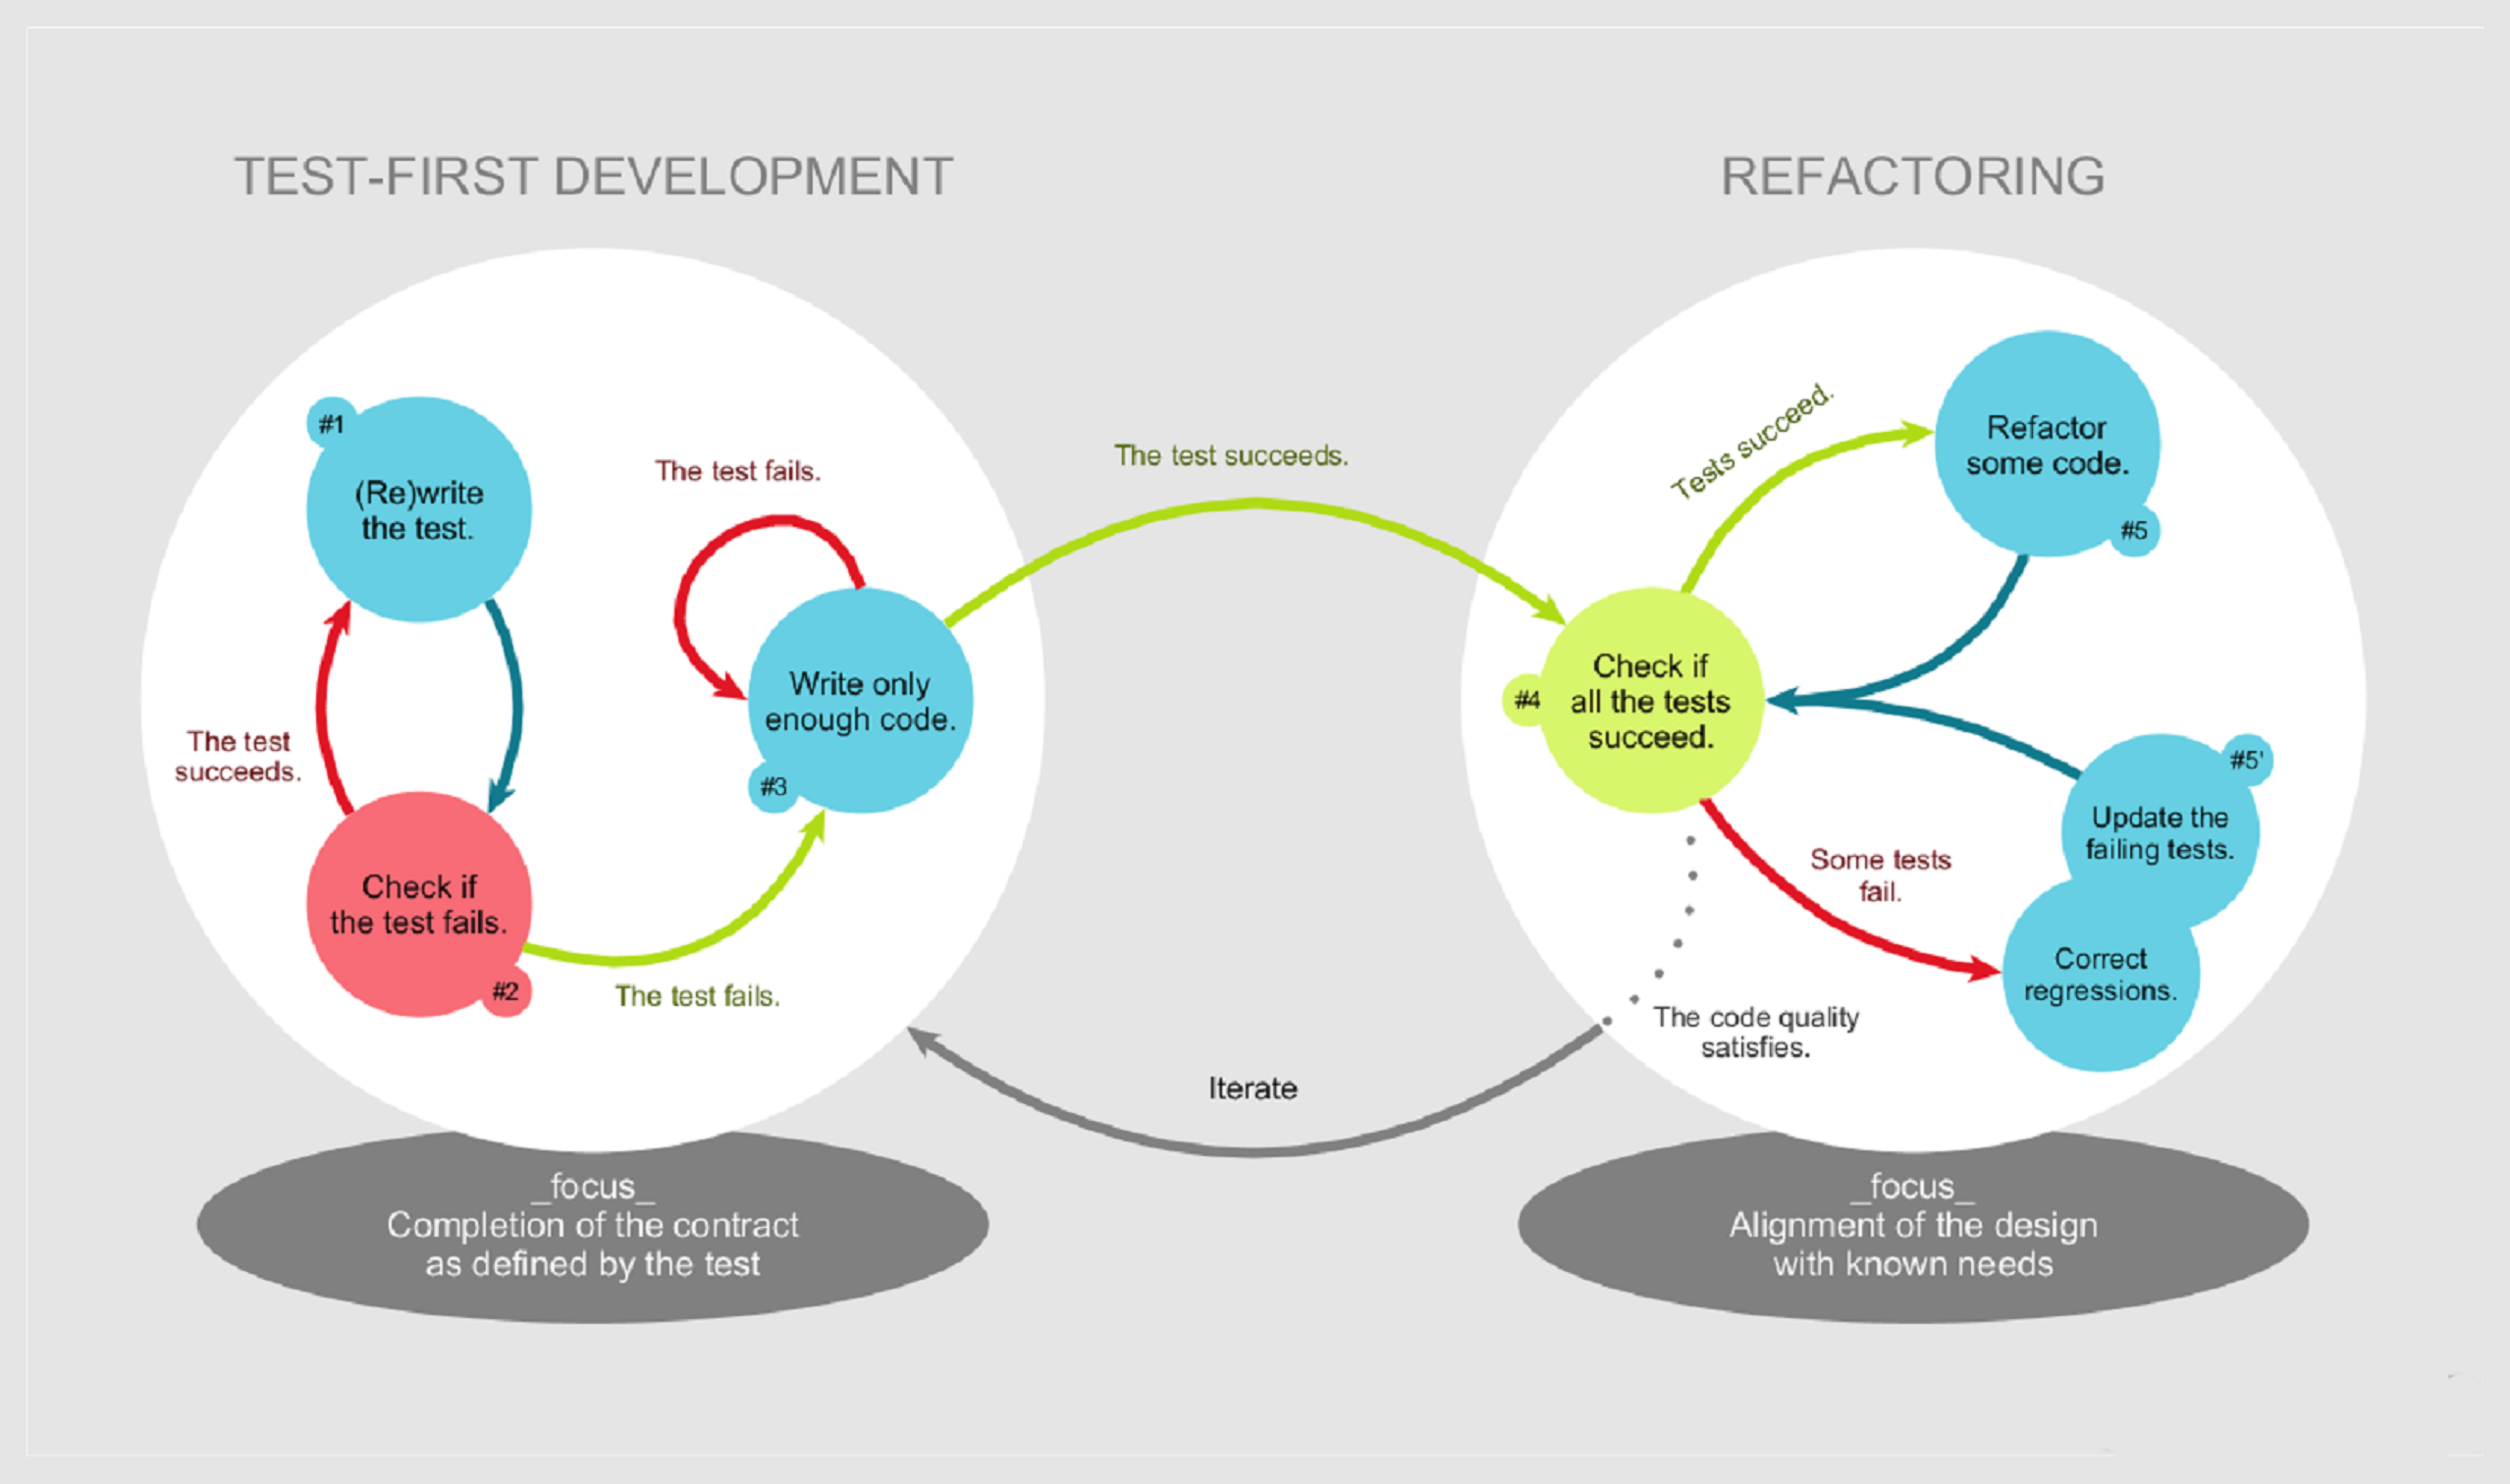 TEST-FIRST DEVELOPMENT
REFACTORING
#1
(Re)write
the test.
The test
succeeds.
Check if
the test fails.
#2
The test fails.
The test fails.
Write only
enough code.
#3
The test succeeds.
#4
Check if
all the tests
succeed.
Tests succeed.
Refactor
some code.
#5
#5'
Update the
failing tests.
Correct
regressions.
Some tests
fail.
The code quality
satisfies.
Iterate
_focus_
Completion of the contract
as defined by the test
_focus_
Alignment of the design
with known needs